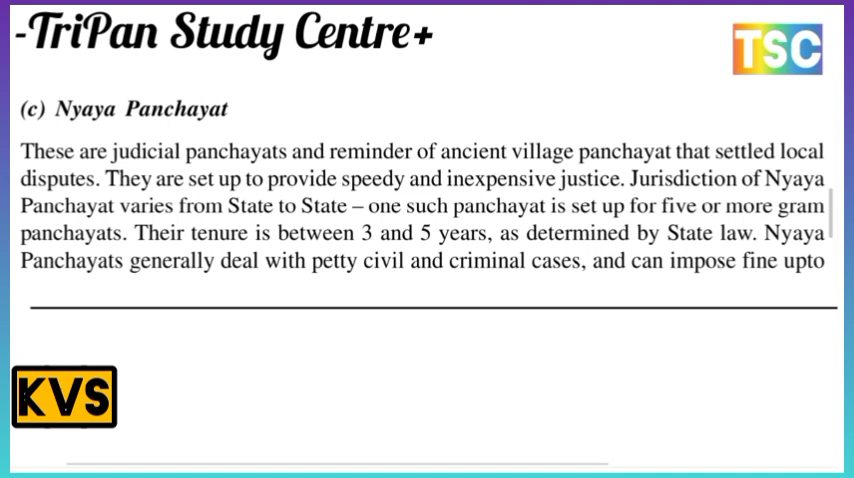 -TriPan Study Centre+
TSC
(c) Nyaya Panchayat
These are judicial panchayats and reminder of ancient village panchayat that settled local
disputes. They are set up to provide speedy and inexpensive justice. Jurisdiction of Nyaya
Panchayat varies from State to State – one such panchayat is set up for five or more gram
panchayats. Their tenure is between 3 and 5 years, as determined by State law. Nyaya
Panchayats generally deal with petty civil and criminal cases, and can impose fine upto
KVS